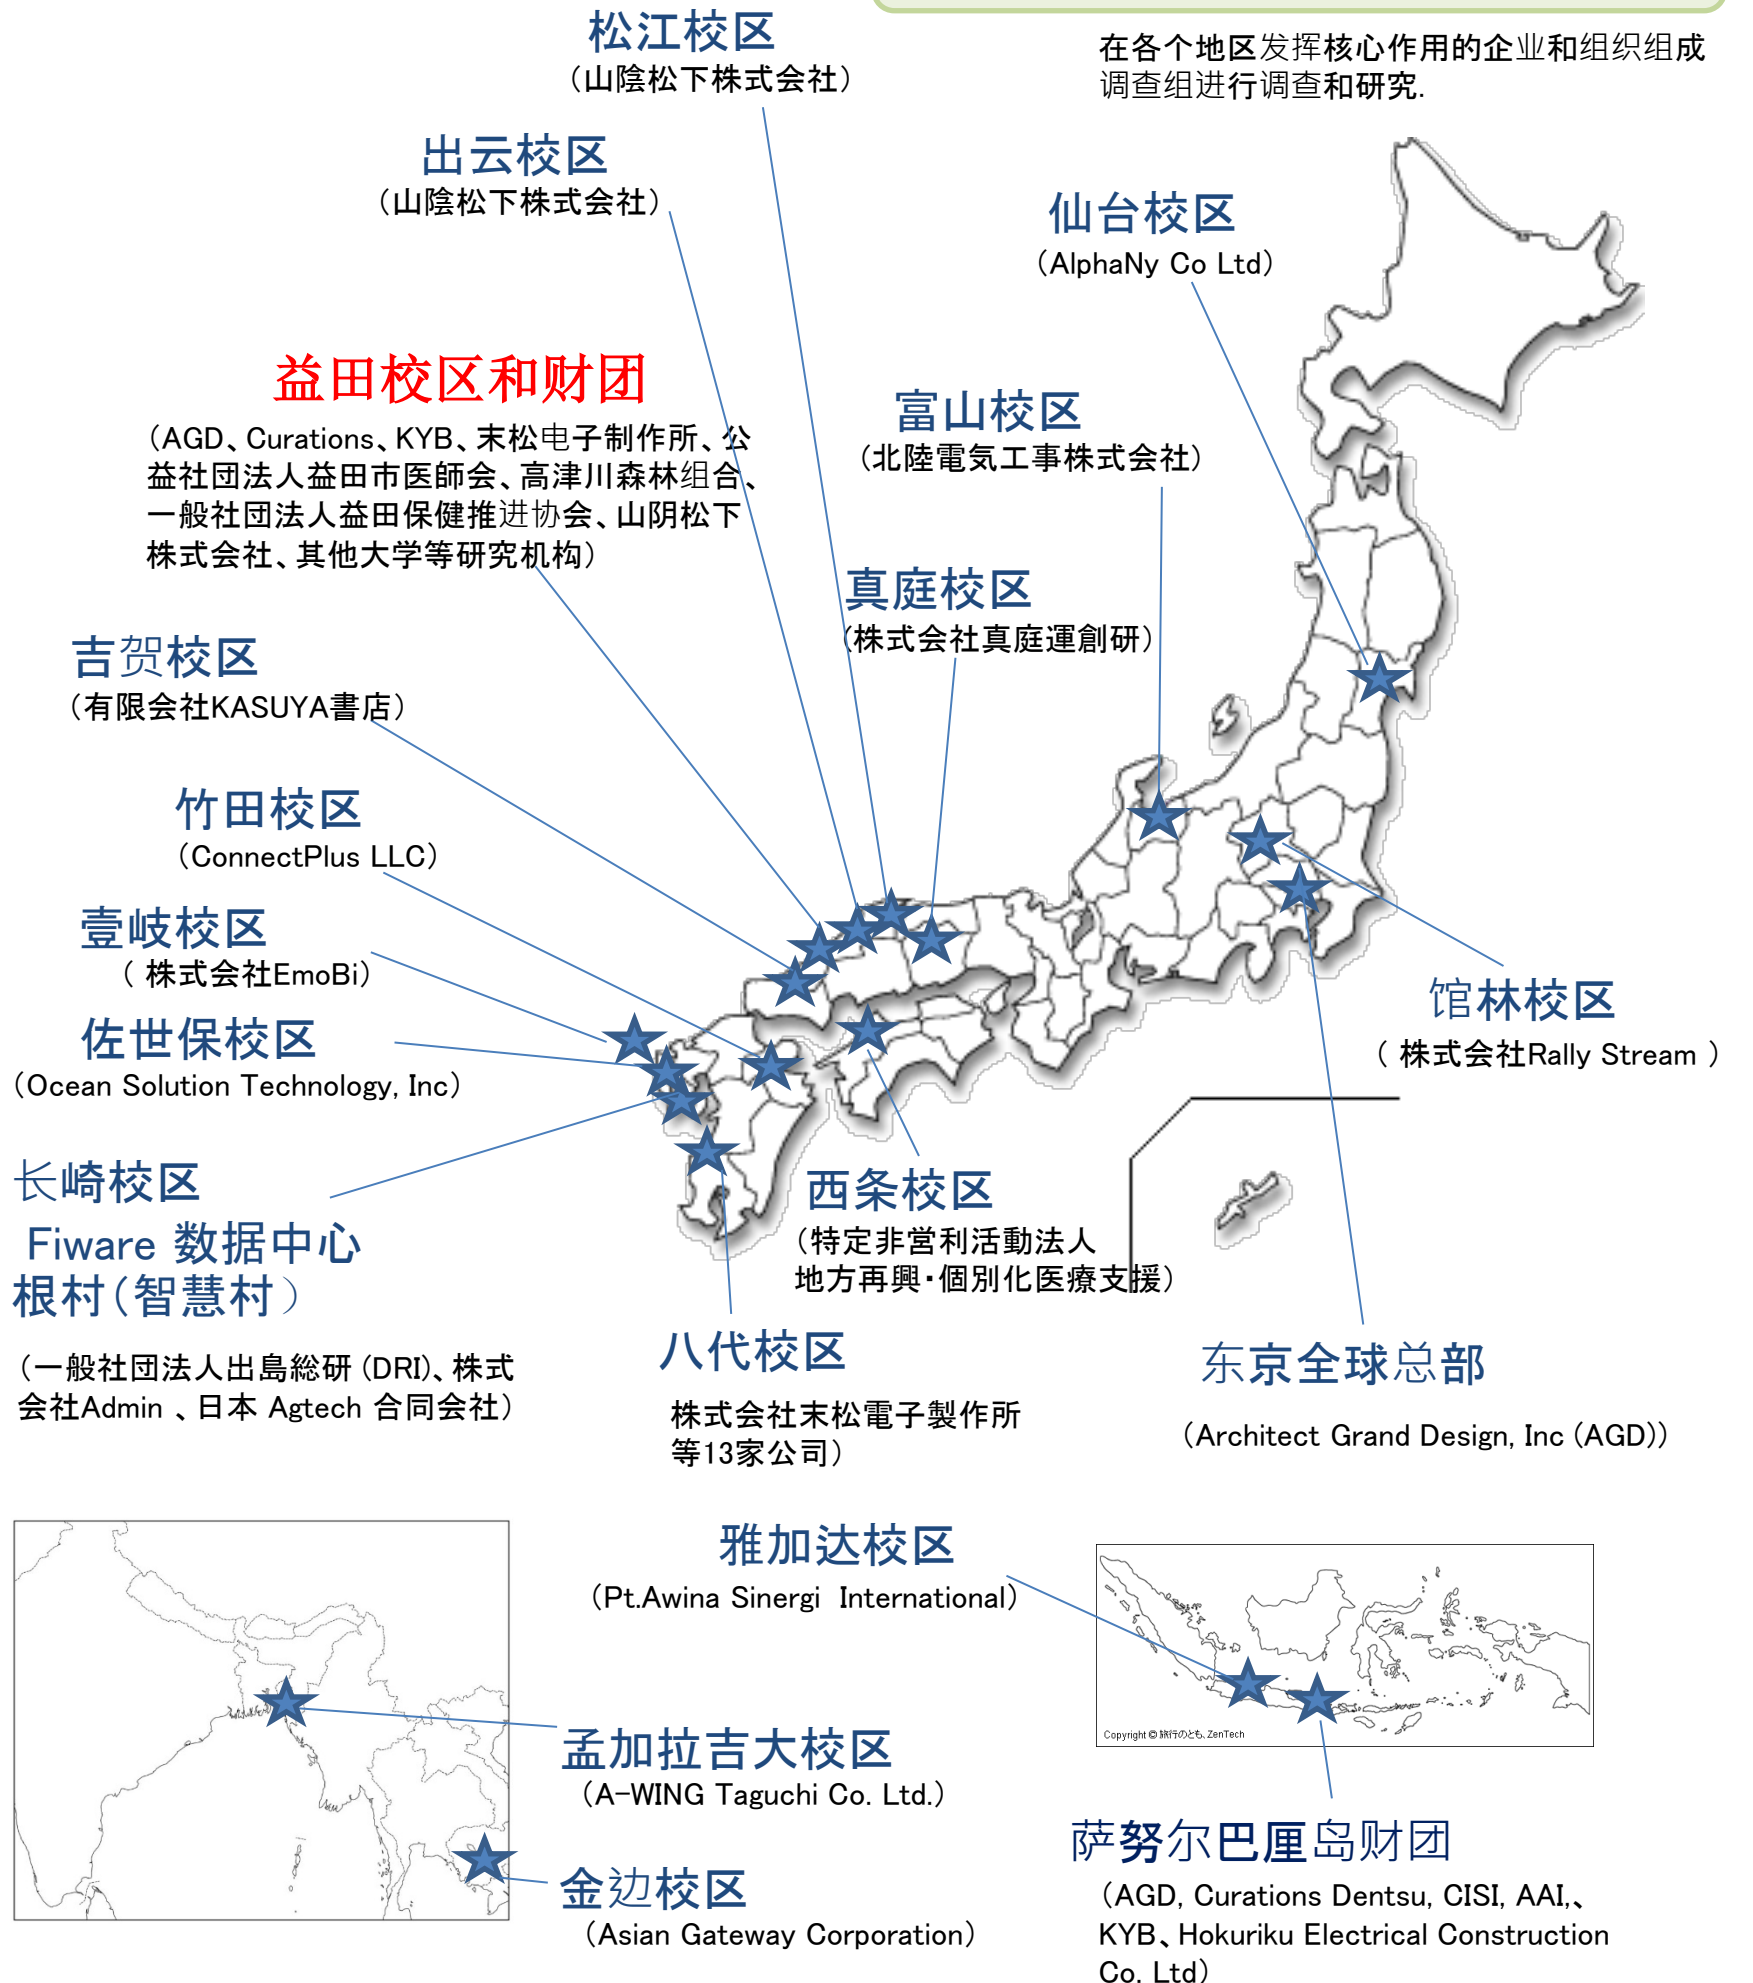 松江校区
（山陰松下株式会社）
在各个地区发挥核心作用的企业和组织组成
调查组进行调查和研究.
出云校区
（山陰松下株式会社）
仙台校区
（AlphaNy Co Ltd）
益田校区和财团
（AGD、Curations、KYB、末松电子制作所、公
益社団法人益田市医師会、高津川森林组合、
一般社団法人益田保健推进协会、山阴松下
株式会社、其他大学等研究机构）
富山校区
（北陸電気工事株式会社）
真庭校区
（株式会社真庭運創研）
吉贺校区
（有限会社KASUYA書店）
竹田校区
（ConnectPlus LLC）
壹岐校区
（ 株式会社EmoBi）
佐世保校区
（Ocean Solution Technology, Inc）
馆林校区
（ 株式会社Rally Stream ）
长崎校区
Fiware 数据中心
根村（智慧村）
（一般社団法人出島総研 (DRI)、株式
会社Admin 、日本 Agtech 合同会社）
西条校区
（特定非営利活動法人
地方再興・個別化医療支援）
八代校区
株式会社末松電子製作所
等13家公司）
东京全球总部
（Architect Grand Design, Inc (AGD)）
雅加达校区
（Pt.Awina Sinergi International）
Copyright © 旅行のとも、ZenTech
孟加拉吉大校区
（A-WING Taguchi Co. Ltd.）
金边校区
（Asian Gateway Corporation）
萨努尔巴厘岛财团
（AGD, Curations Dentsu, CISI, AAI,、
KYB、Hokuriku Electrical Construction
Co. Ltd）